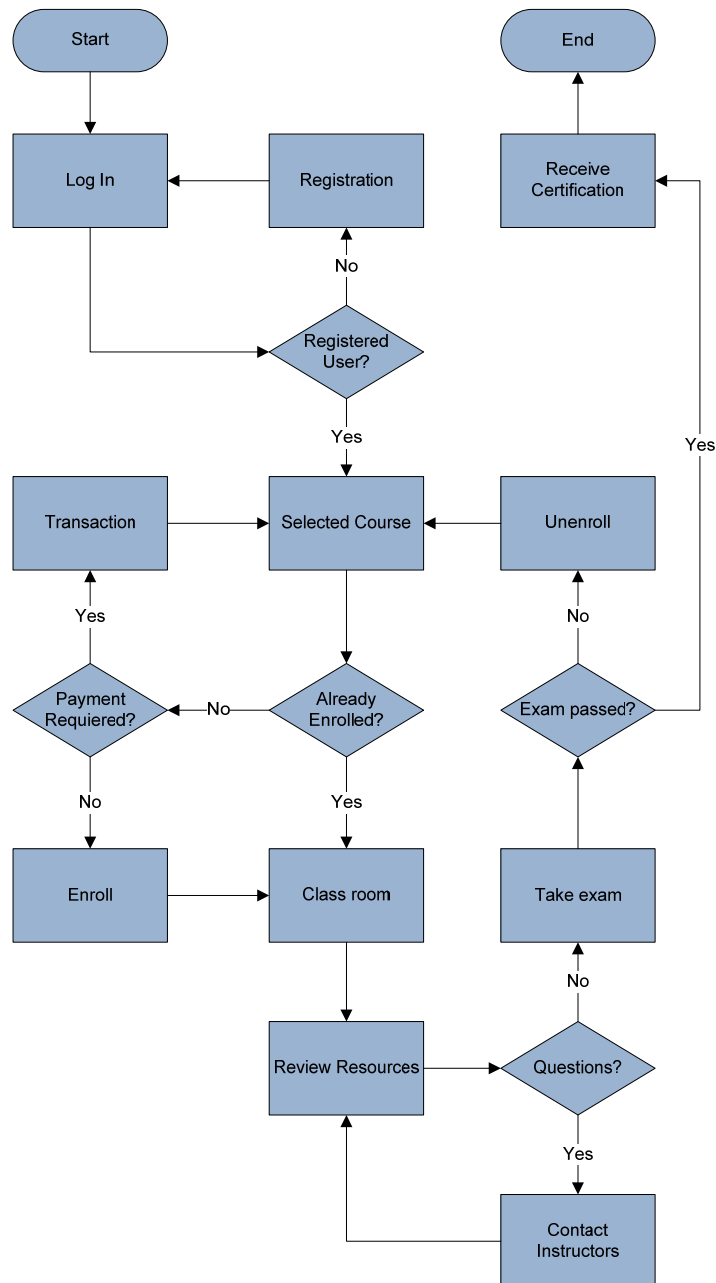 Start
End
Log In
Registration
Receive
Certification
No
Registered
User?
Yes
Yes
Transaction
Selected Course
Unenroll
Yes
No
Payment
Requiered?
No
Already
Enrolled?
Exam passed?
No
Yes
Enroll
Class room
Take exam
No
Review Resources
Questions?
Yes
Contact
Instructors